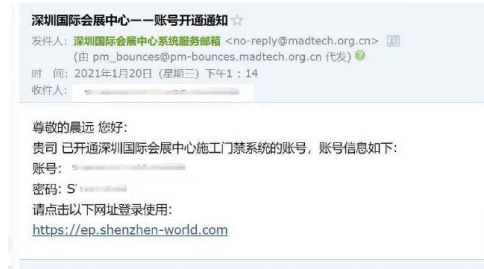 深圳国际会展中心——账号开通通知☆
发件人：深圳国际会展中心系统服务邮箱 <no-reply@madtech.org.cn>
(由 pm_bounces@pm-bounces.madtech.org.cn 代发)
时 间：2021年1月20日 (星期三) 下午1：14
收件人：
尊敬的晨远 您好：
贵司 已开通深圳国际会展中心施工门禁系统的账号，账号信息如下：
账号：
密码：S
请点击以下网址登录使用：
https://ep.shenzhen-world.com